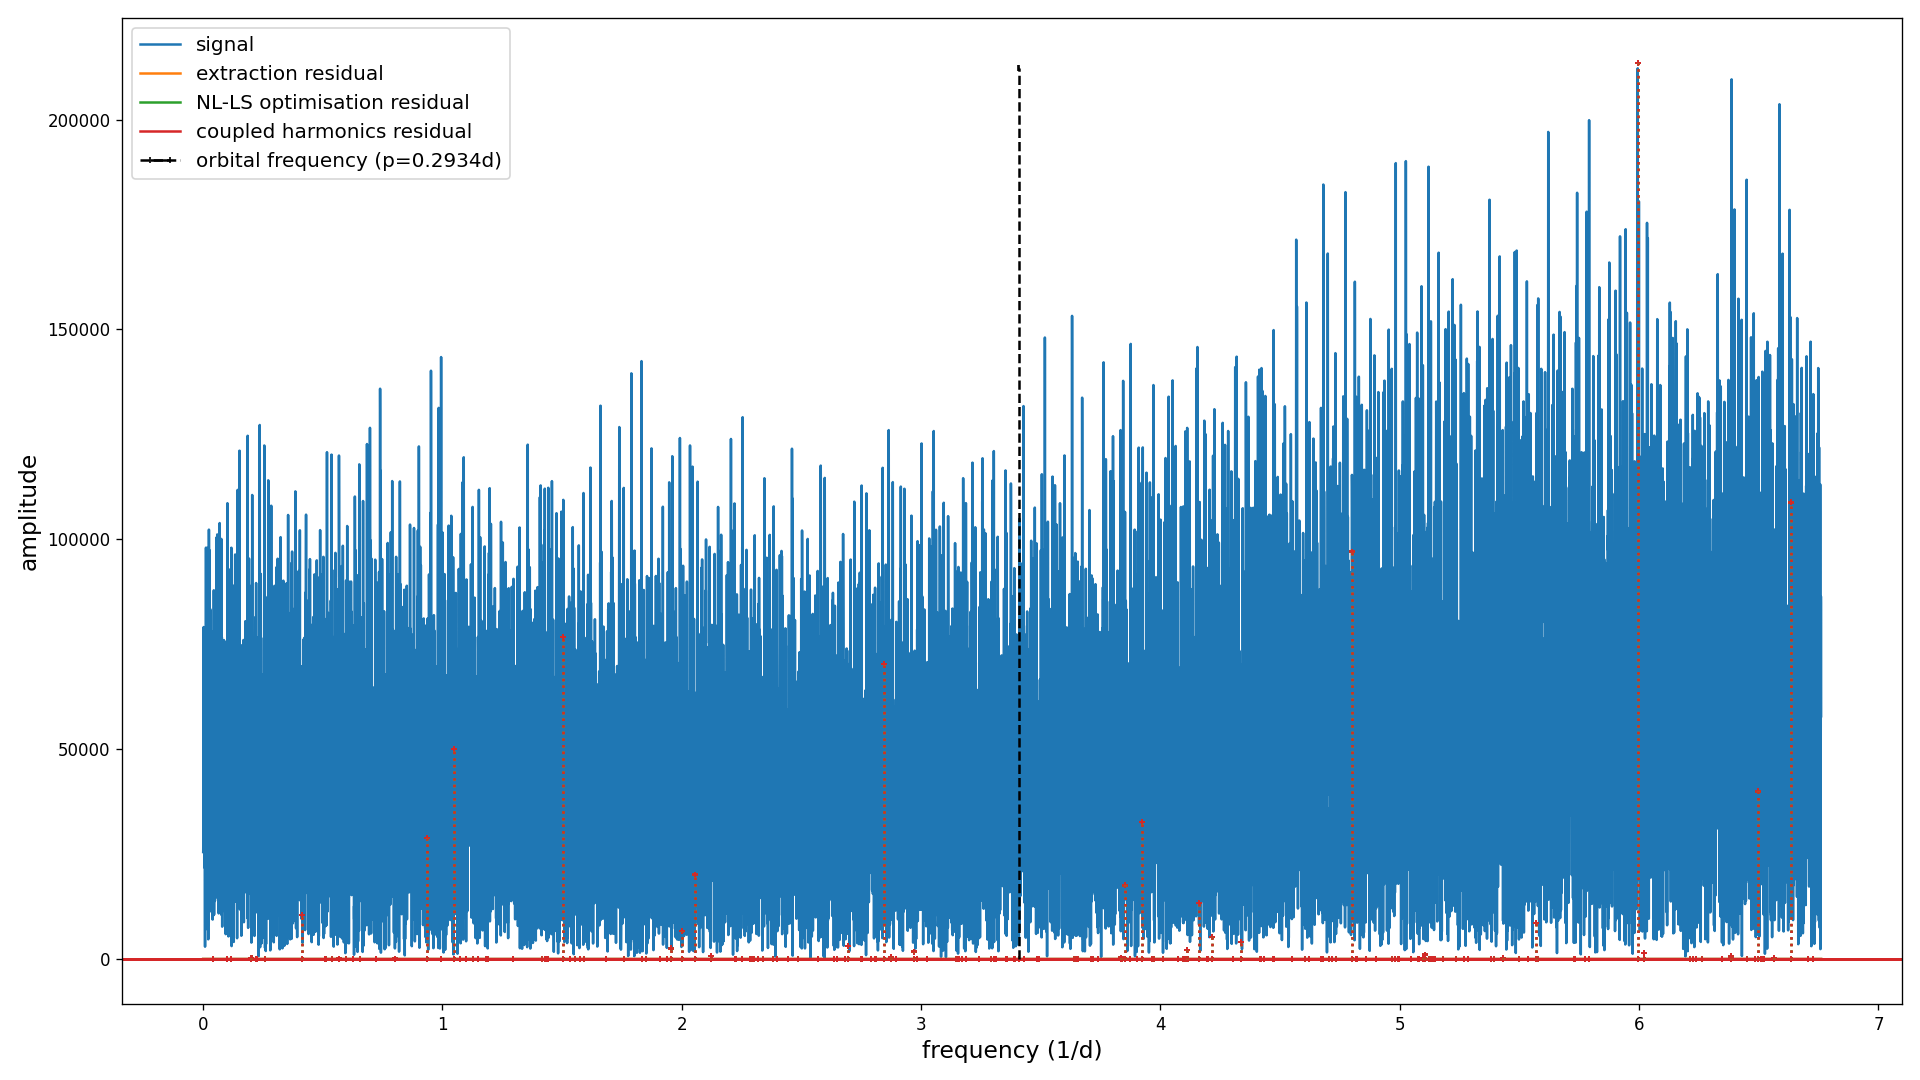 signal
extraction residual
NL-LS optimisation residual
coupled harmonics residual
orbital frequency (p=0.2934d)
amplitude
200000
150000
100000
50000
0
0 1 2 3 4 5 6 7
frequency (1/d)